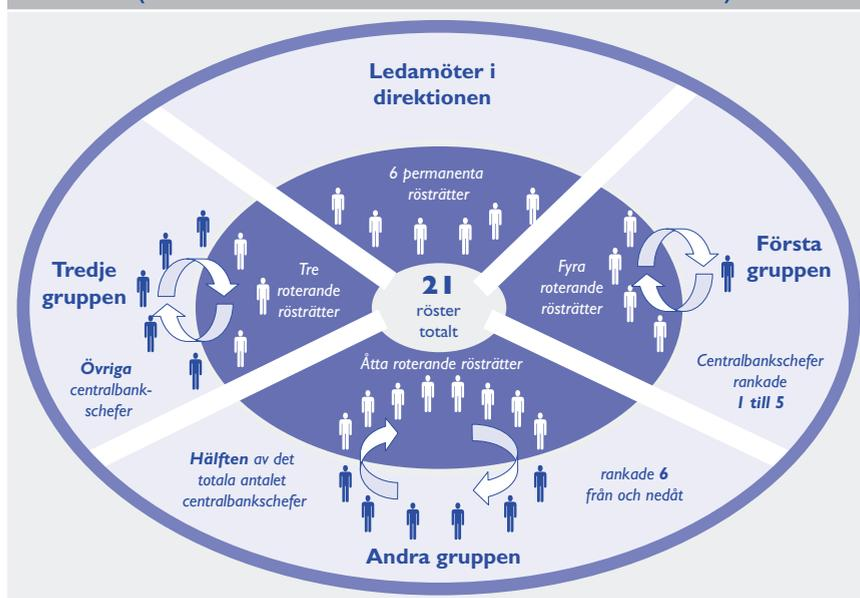 Ledamöter i
direktionen
6 permanenta
rösträtter
Tredje
gruppen
Tre
roterande
rösträtter
21
röster
totalt
Fyra
roterande
rösträtter
Första
gruppen
Övriga
centralbank-
schefer
Åtta roterande rösträtter
Centralbankschefer
rankade
1 till 5
Hälften av det
totala antalet
centralbankschefer
rankade 6
från och nedåt
Andra gruppen